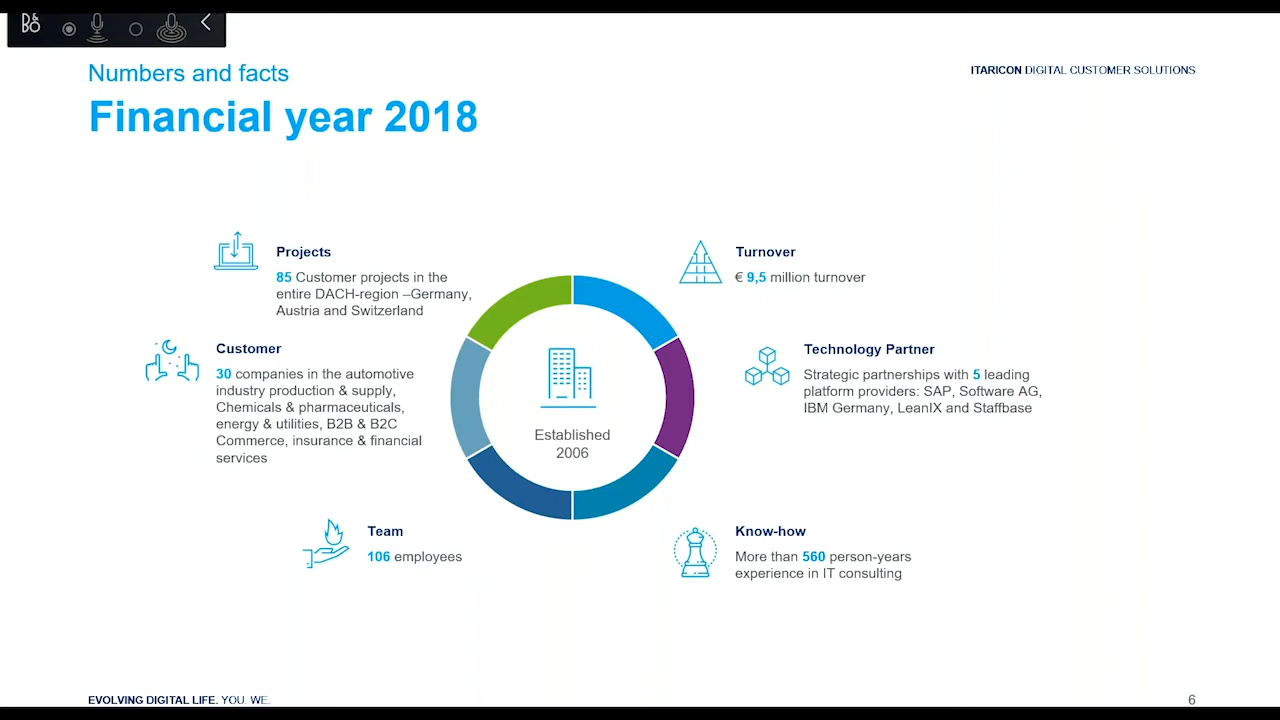 D&
BO
Numbers and facts
ITARICON DIGITAL CUSTOMER SOLUTIONS
Financial year 2018
Projects
85 Customer projects in the
entire DACH-region –Germany,
Austria and Switzerland
Turnover
€ 9,5 million turnover
Customer
30 companies in the automotive
industry production & supply,
Chemicals & pharmaceuticals,
energy & utilities, B2B & B2C
Commerce, insurance & financial
services
Technology Partner
Strategic partnerships with 5 leading
platform providers: SAP, Software AG,
IBM Germany, LeanIX and Staffbase
Established
2006
Team
106 employees
Know-how
More than 560 person-years
experience in IT consulting
EVOLVING DIGITAL LIFE. YOU. WE.
6